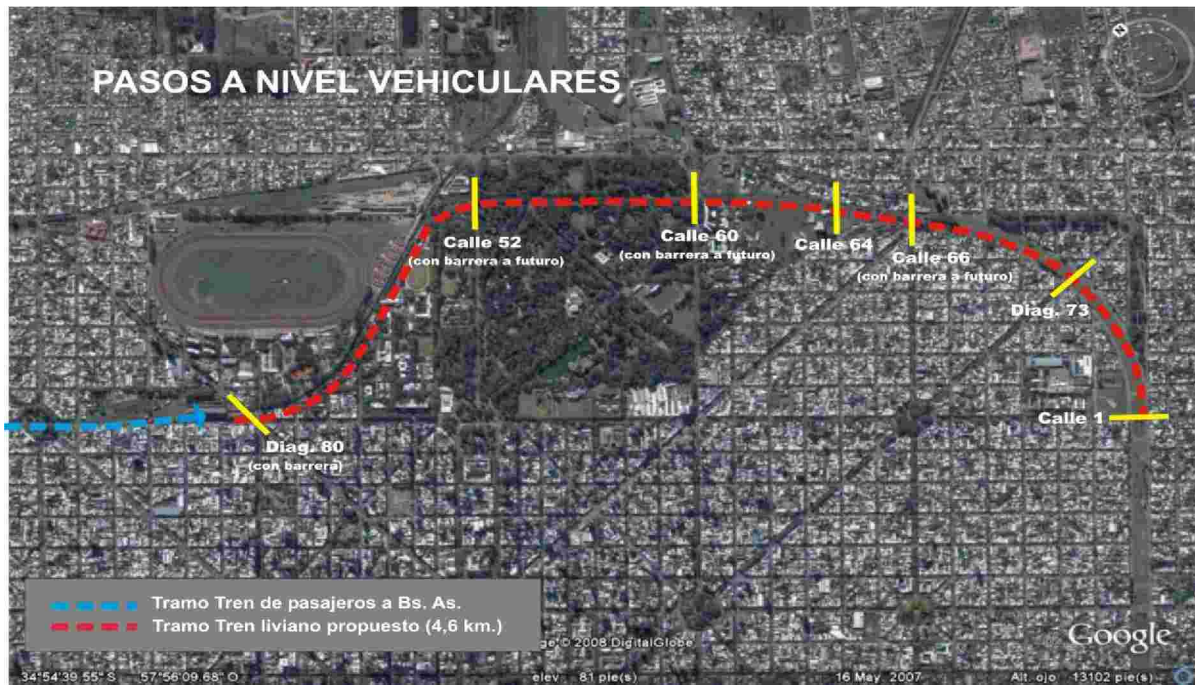 PASOS A NIVEL VEHICULARES
Calle 52
(con barrera a futuro)
Calle 60
(con barrera a futuro)
Calle 64
Calle 66
(con barrera a futuro)
Diag. 73
Calle 1
Diag. 80
(con barrera)
Tramo Tren de pasajeros a Bs. As.
Tramo Tren liviano propuesto (4,6 km.)
ge © 2008 DigitalGlobe
Google
34°54'39.55" S 57°56'09.68" O elev. 81 pie(s) 16 May, 2007 Alt. ojo 13102 pie(s)